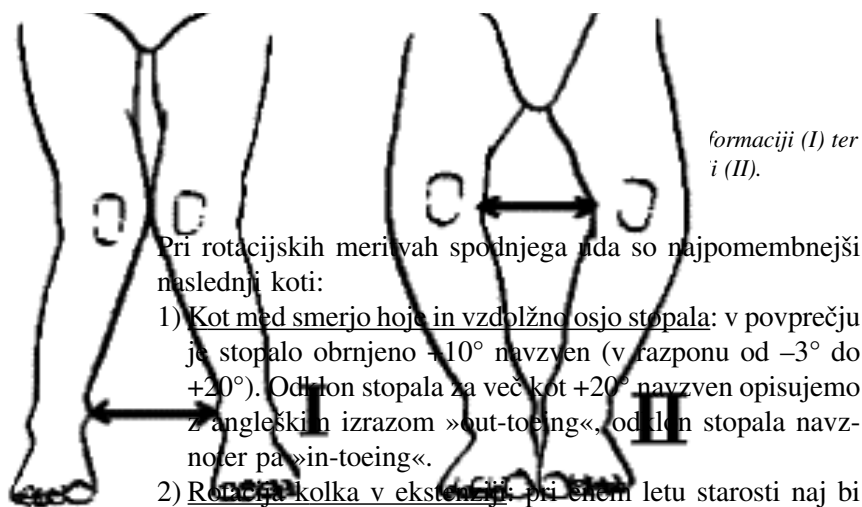 formaciji (I) ter
i (II).
Pri rotacijskih meritvah spodnjega uda so najpomembnejši
naslednji koti:
1) Kot med smerjo hoje in vzdolžno osjo stopala: v povprečju
je stopalo obrnjeno +10° navzven (v razponu od –3° do
+20°). Odklon stopala za več kot +20° navzven opisujemo
z angleškim izrazom »out-toeing«, odklon stopala navz-
noter pa »in-toeing«.
I
II
2) Rotacija kolka v ekstenziji: pri enem letu starosti naj bi